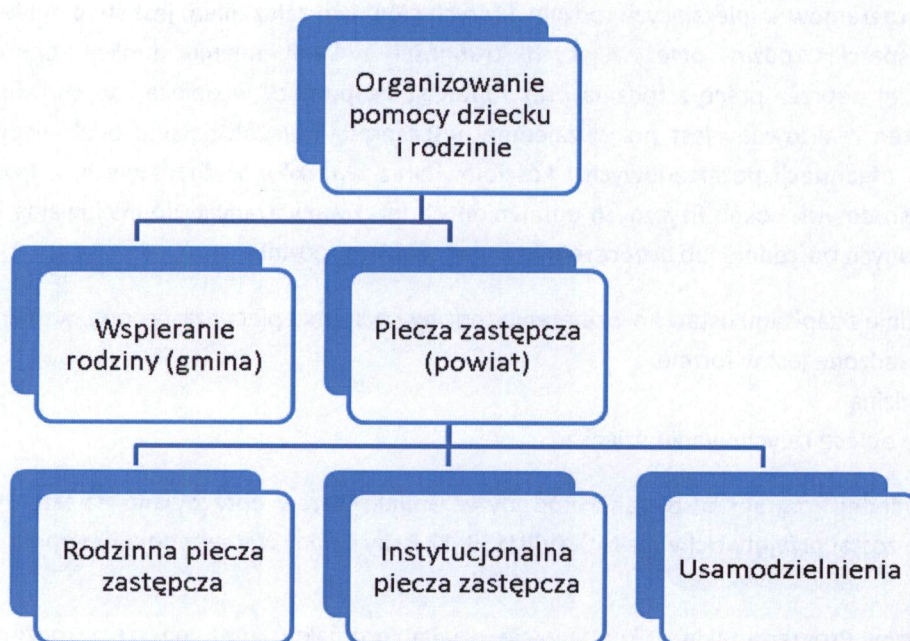 Organizowanie
pomocy dziecku
i rodzinie
Wspieranie
rodziny (gmina)
Piecza zastępcza
(powiat)
Rodzinna piecza
zastępcza
Instytucjonalna
piecza zastępcza
Usamodzielnienia